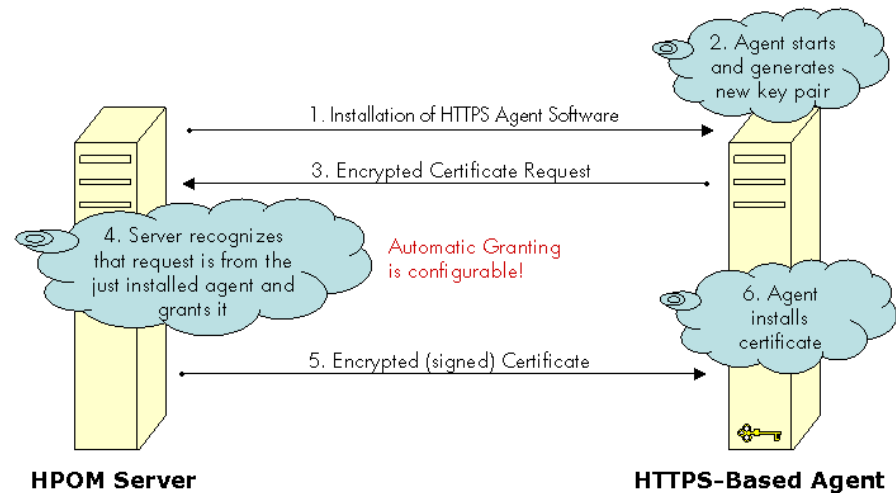 2. Agent starts
and generates
new key pair
1. Installation of HTTPS Agent Software
3. Encrypted Certificate Request
4. Server recognizes
that request is from the
just installed agent and
grants it
Automatic Granting
is configurable!
6. Agent
installs
certificate
5. Encrypted (signed) Certificate
HPOM Server
HTTPS-Based Agent